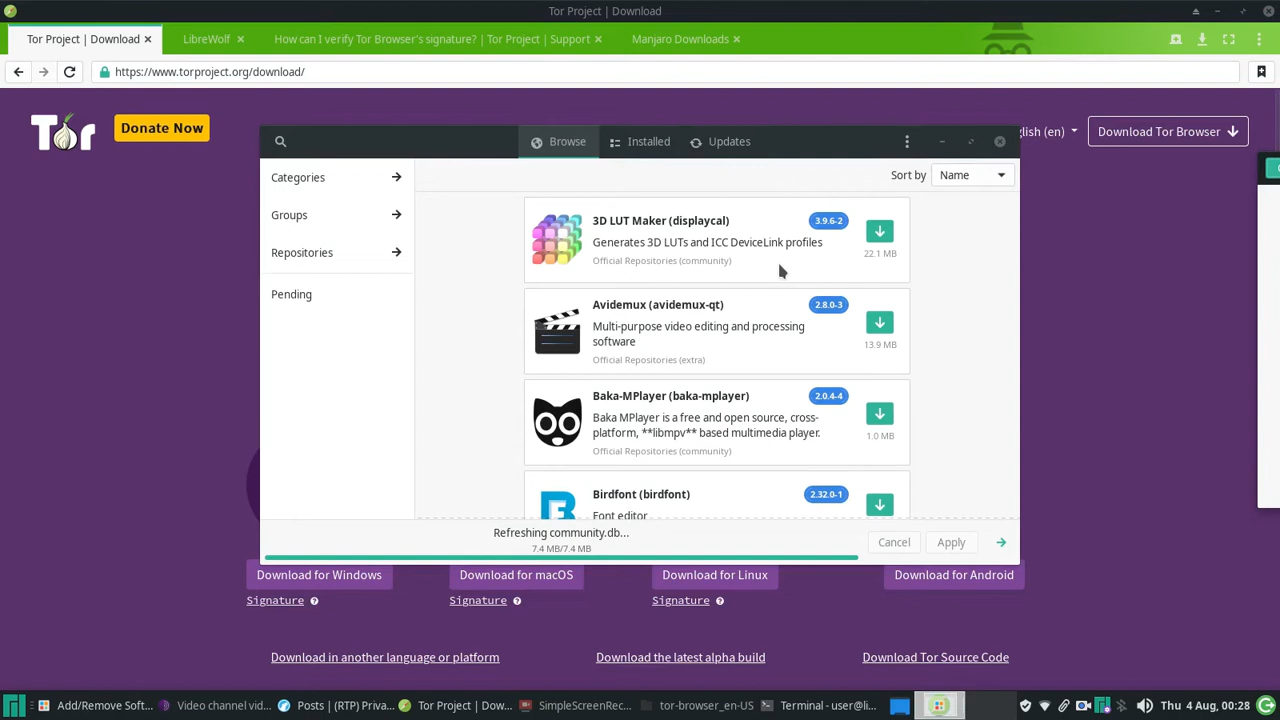 Tor Project | Download
Tor Project | Download
LibreWolf
How can I verify Tor Browser's signature? | Tor Project | Support
Manjaro Downloads
https://www.torproject.org/download/
Tor
Donate Now
glish (en)
Download Tor Browser
Browse
Installed
Updates
Categories
Groups
Repositories
Pending
Sort by
Name
3D LUT Maker (displaycal)
3.9.6-2
Generates 3D LUTs and ICC DeviceLink profiles
Official Repositories (community)
22.1 MB
Avidemux (avidemux-qt)
2.8.0-3
Multi-purpose video editing and processing
software
Official Repositories (extra)
13.9 MB
Baka-MPlayer (baka-mplayer)
2.0.4-4
Baka MPlayer is a free and open source, cross-
platform, **libmpv** based multimedia player.
Official Repositories (community)
1.0 MB
Birdfont (birdfont)
2.32.0-1
Font editor
Refreshing community.db...
7.4 MB/7.4 MB
Cancel
Apply
Download for Windows
Download for macOS
Download for Linux
Download for Android
Signature
Signature
Signature
Download in another language or platform
Download the latest alpha build
Download Tor Source Code
Add/Remove Soft...
Video channel vid...
Posts | (RTP) Priva...
Tor Project | Dow...
SimpleScreenRec...
tor-browser_en-US
Terminal - user@li...
Thu 4 Aug, 00:28